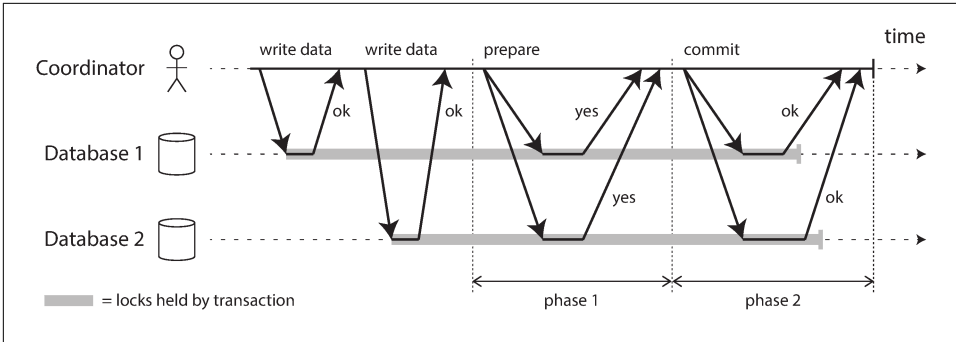 time
write data write data prepare commit
Coordinator
ok ok yes ok
Database 1
yes ok
Database 2
= locks held by transaction
phase 1 phase 2